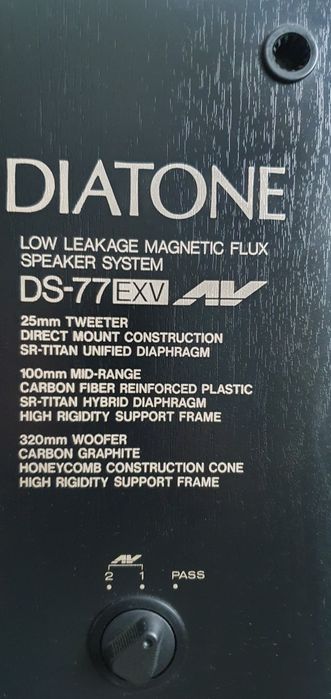 DIATONE
LOW LEAKAGE MAGNETIC FLUX
SPEAKER SYSTEM
DS-77 EXV AV
25mm TWEETER
DIRECT MOUNT CONSTRUCTION
SR-TITAN UNIFIED DIAPHRAGM
100mm MID-RANGE
CARBON FIBER REINFORCED PLASTIC
SR-TITAN HYBRID DIAPHRAGM
HIGH RIGIDITY SUPPORT FRAME
320mm WOOFER
CARBON GRAPHITE
HONEYCOMB CONSTRUCTION CONE
HIGH RIGIDITY SUPPORT FRAME
AV
2 1 PASS